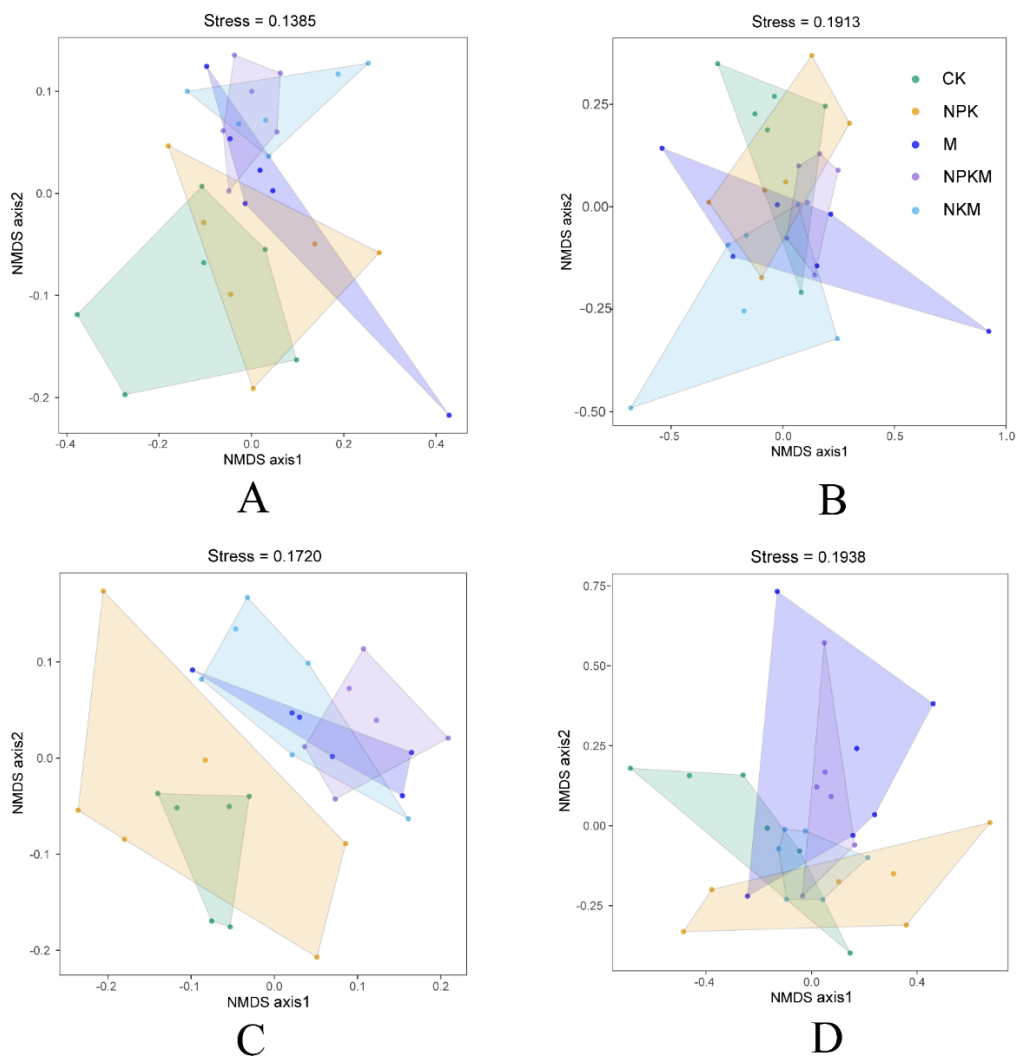 Stress = 0.1385
0.1
0.0
-0.1
-0.2
NMDS axis2
-0.4
-0.2
0.0
0.2
0.4
NMDS axis1
A
Stress = 0.1913
0.25
0.00
-0.25
-0.50
NMDS axis2
-0.5
0.0
0.5
1.0
NMDS axis1
CK
NPK
M
NPKM
NKM
B
Stress = 0.1720
0.1
0.0
-0.1
-0.2
NMDS axis2
-0.2
-0.1
0.0
0.1
0.2
NMDS axis1
C
Stress = 0.1938
0.75
0.50
0.25
0.00
-0.25
NMDS axis2
-0.4
0.0
0.4
NMDS axis1
D